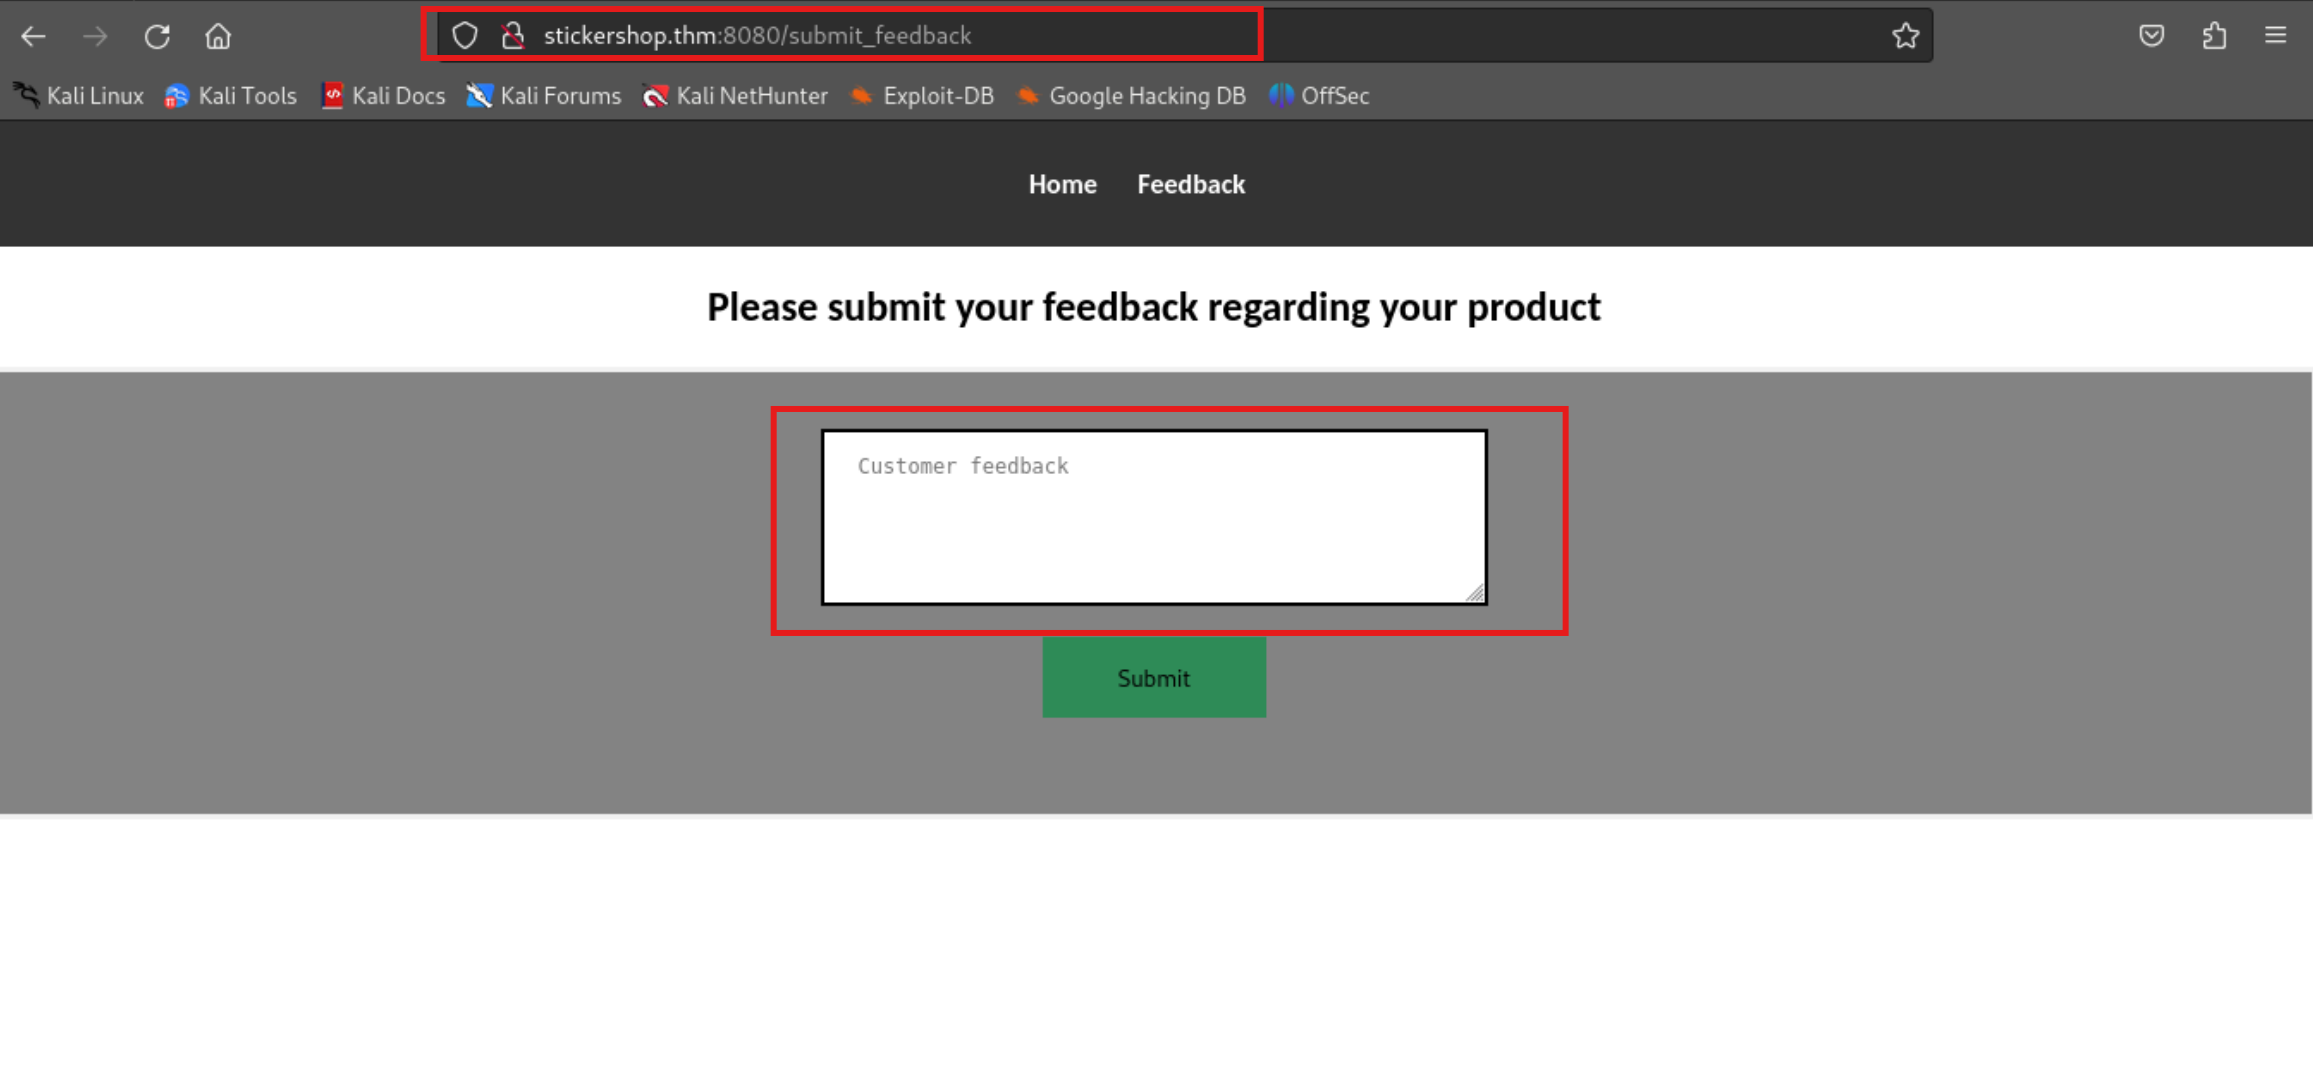 stickershop.thm:8080/submit_feedback
Kali Linux Kali Tools Kali Docs Kali Forums Kali NetHunter Exploit-DB Google Hacking DB OffSec
Home Feedback
Please submit your feedback regarding your product
Customer feedback
Submit